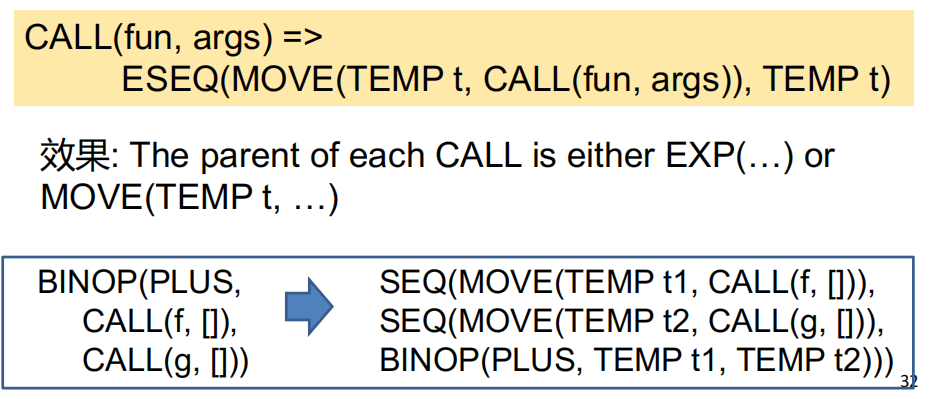 CALL(fun, args) =>
ESEQ(MOVE(TEMP t, CALL(fun, args)), TEMP t)
效果: The parent of each CALL is either EXP(…) or
MOVE(TEMP t, …)
BINOP(PLUS,
CALL(f, []),
CALL(g, []))
SEQ(MOVE(TEMP t1, CALL(f, [])),
SEQ(MOVE(TEMP t2, CALL(g, [])),
BINOP(PLUS, TEMP t1, TEMP t2)))
32